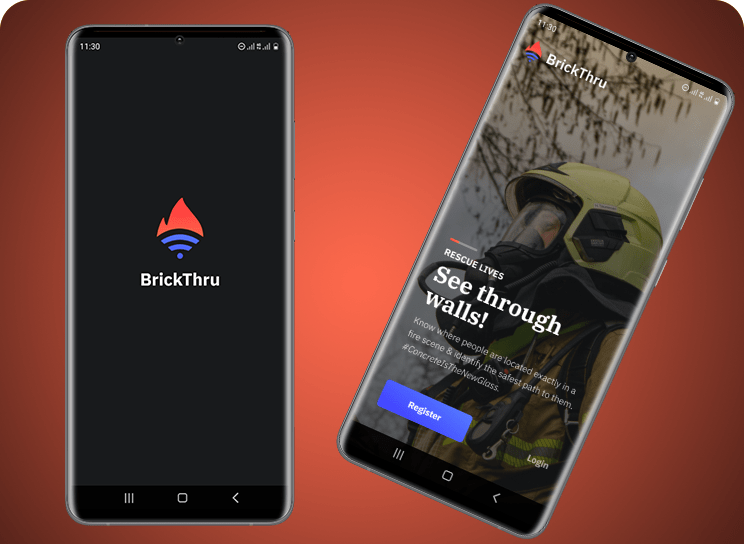 11:30
BrickThru
11:30
BrickThru
RESCUE LIVES
See through
walls!
Know where people are located exactly in a
fire scene & identify the safest path to them.
#ConcreteIsTheNewGlass.
Register
Login